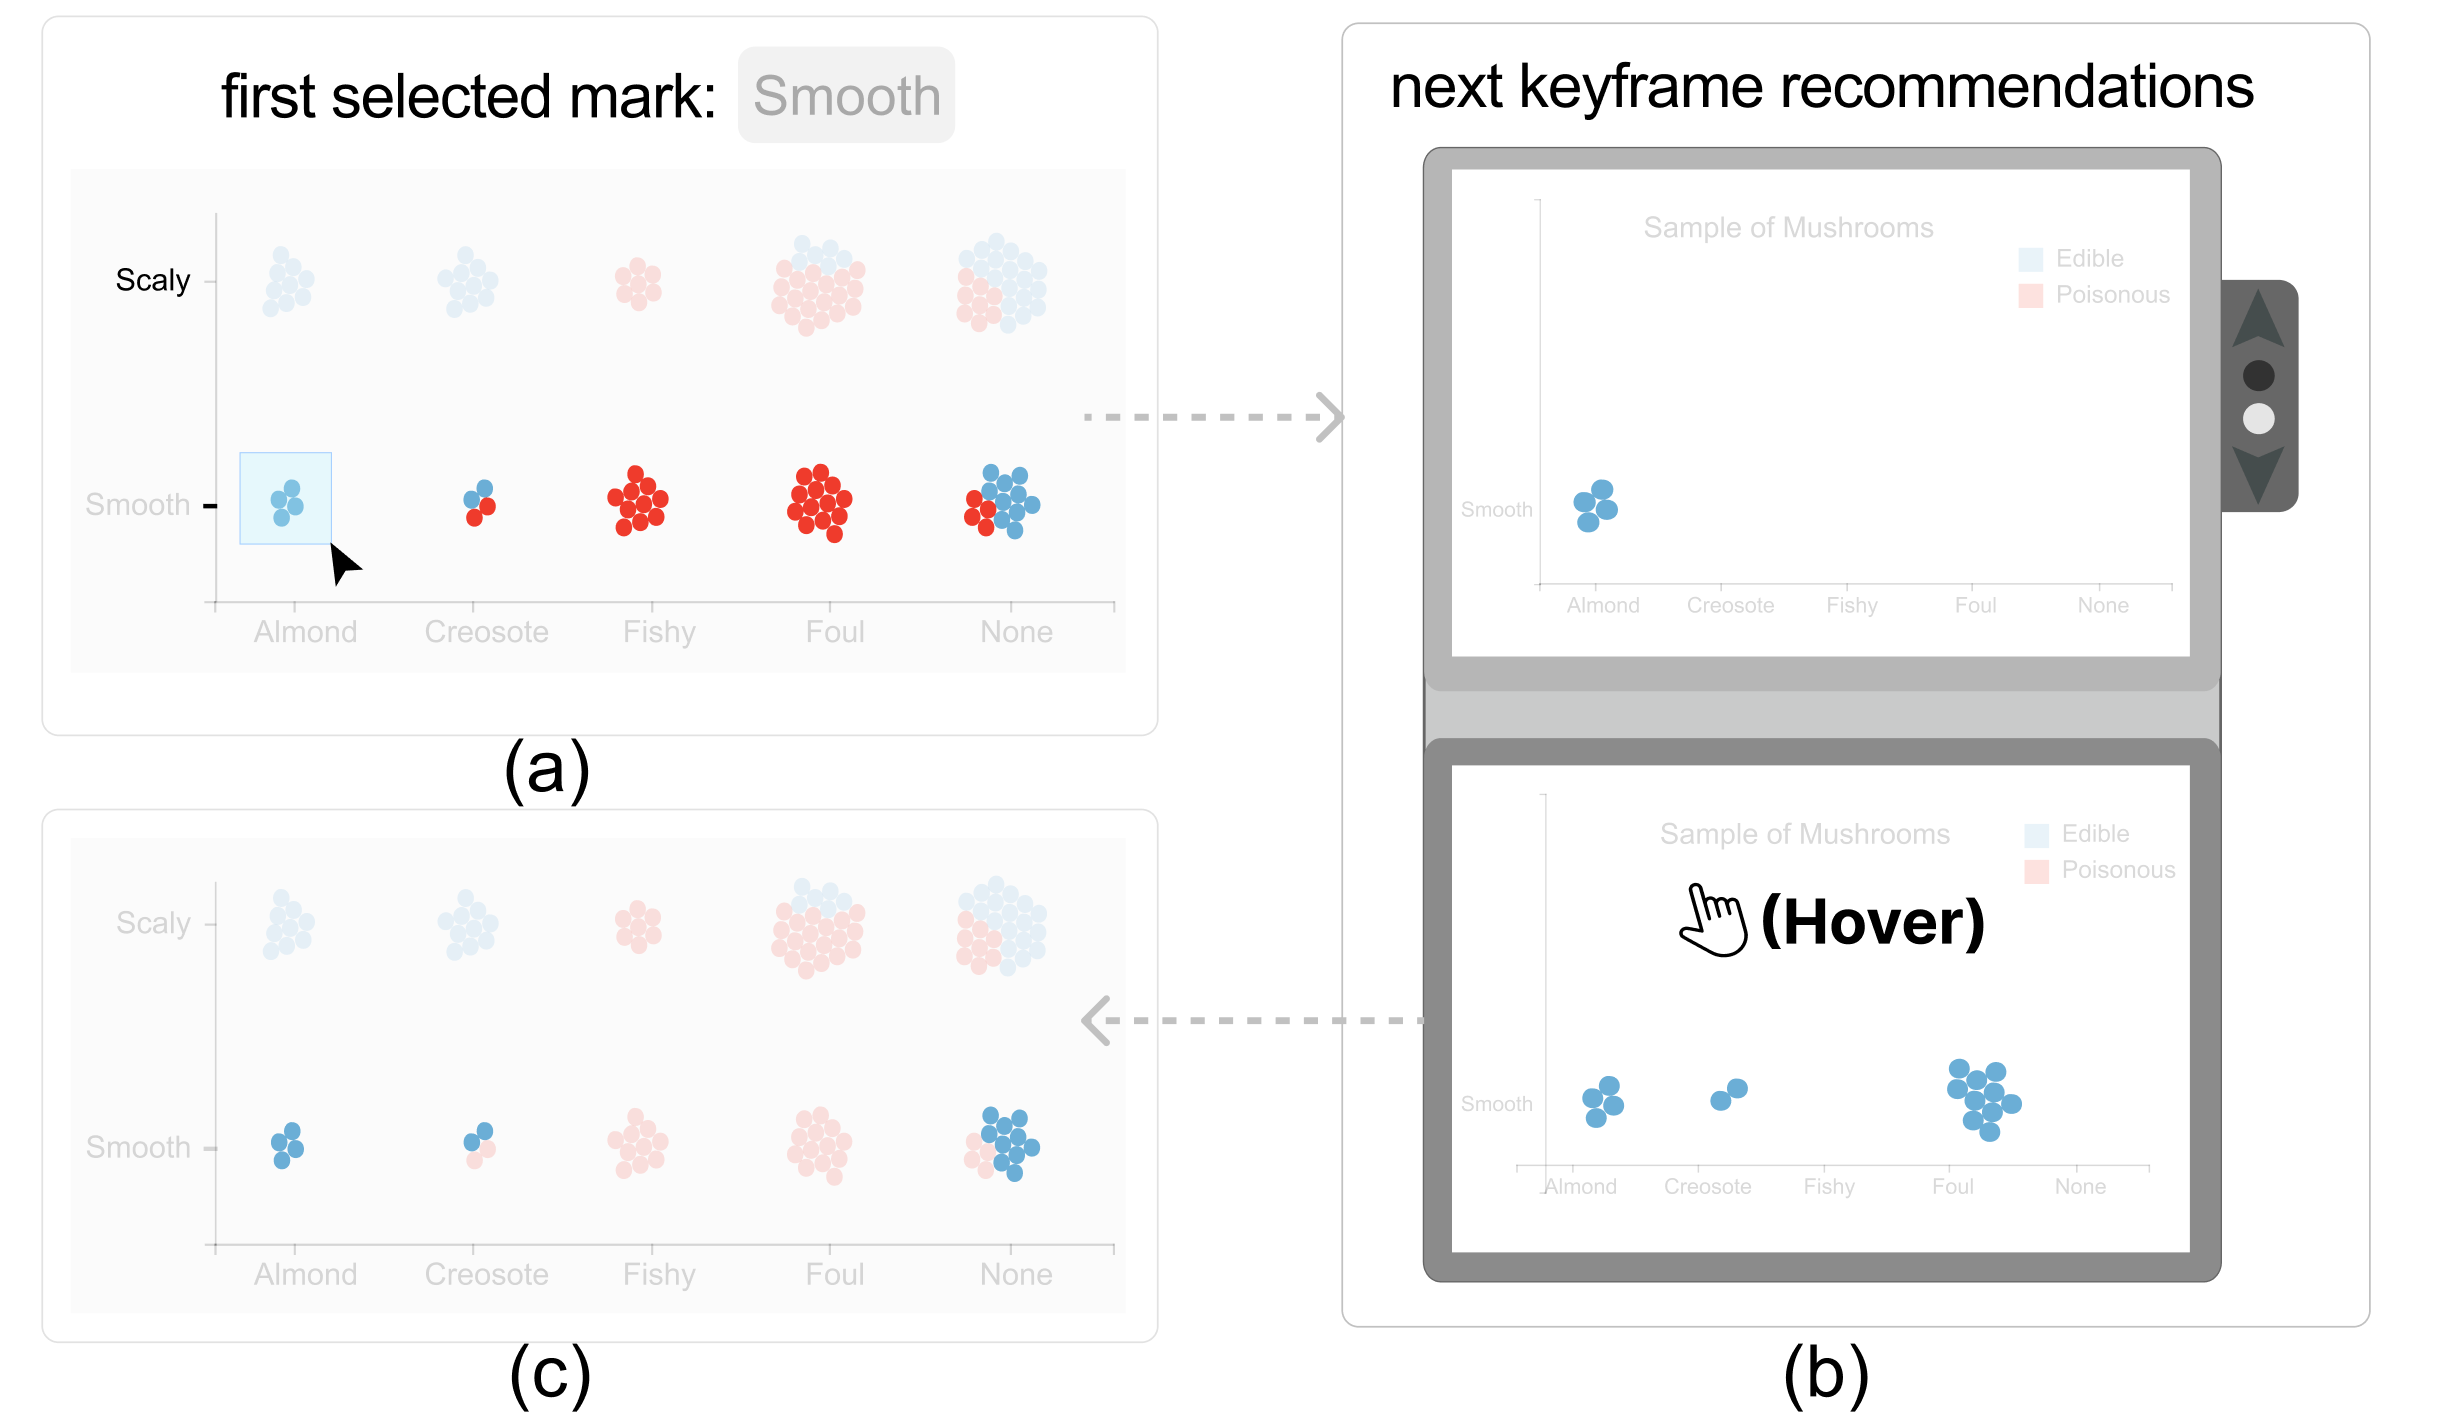 first selected mark: Smooth
Scaly
Smooth
Almond Creosote Fishy Foul None
(a)
next keyframe recommendations
Sample of Mushrooms
Edible
Poisonous
Smooth
Almond Creosote Fishy Foul None
Sample of Mushrooms
Edible
Poisonous
(Hover)
Smooth
Almond Creosote Fishy Foul None
(b)
Scaly
Smooth
Almond Creosote Fishy Foul None
(c)